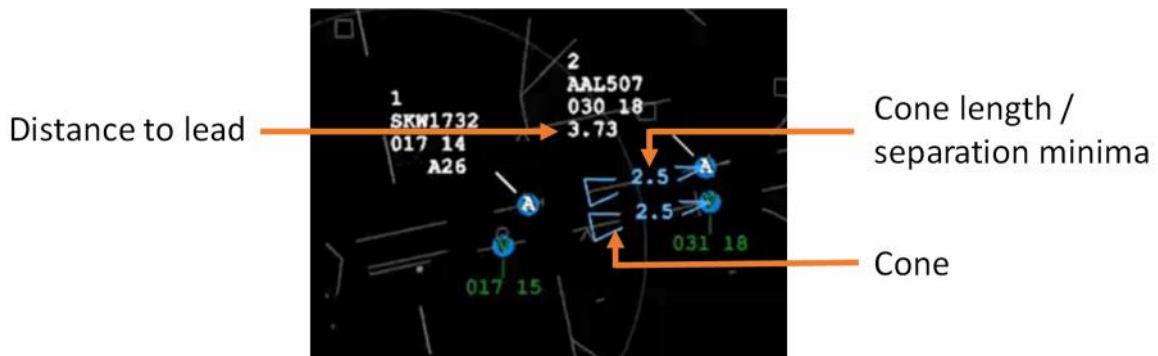 Distance to lead
1
SKW1732
017 14
A26
2
AAL507
030 18
3.73
A
A
V
2.5
2.5
031 18
017 15
Cone length /
separation minima
Cone